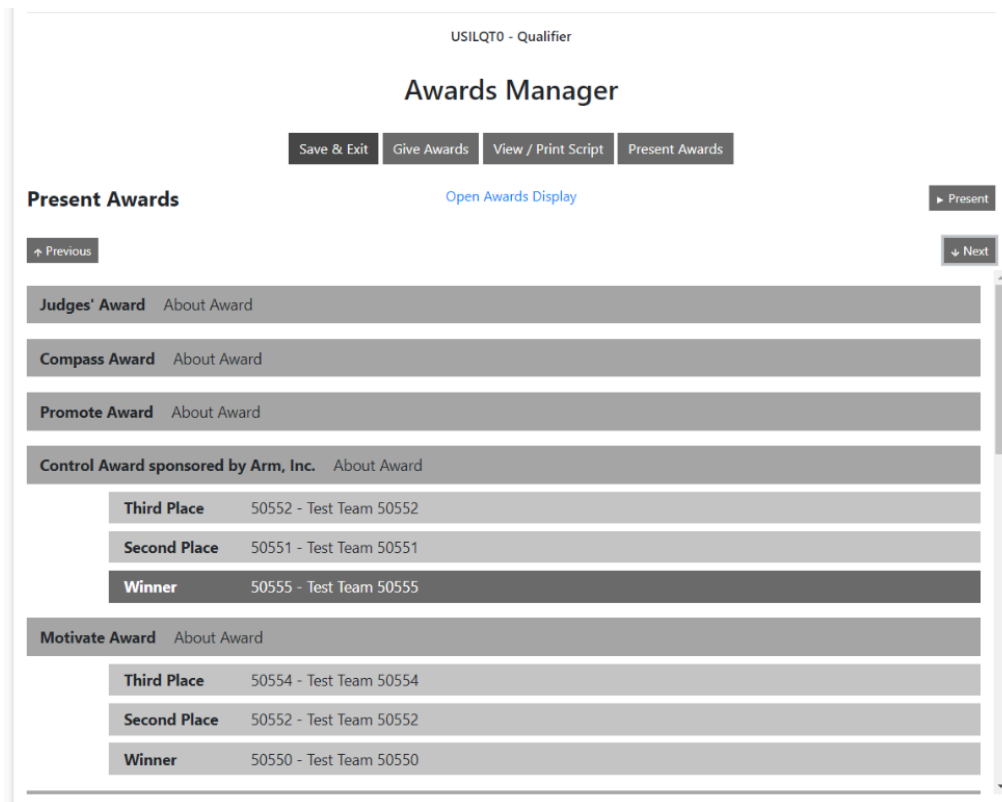 USILQT0 - Qualifier
Awards Manager
Save & Exit Give Awards View / Print Script Present Awards
Present Awards Open Awards Display ▸ Present
↑ Previous ↓ Next
Judges' Award About Award
Compass Award About Award
Promote Award About Award
Control Award sponsored by Arm, Inc. About Award
Third Place 50552 - Test Team 50552
Second Place 50551 - Test Team 50551
Winner 50555 - Test Team 50555
Motivate Award About Award
Third Place 50554 - Test Team 50554
Second Place 50552 - Test Team 50552
Winner 50550 - Test Team 50550